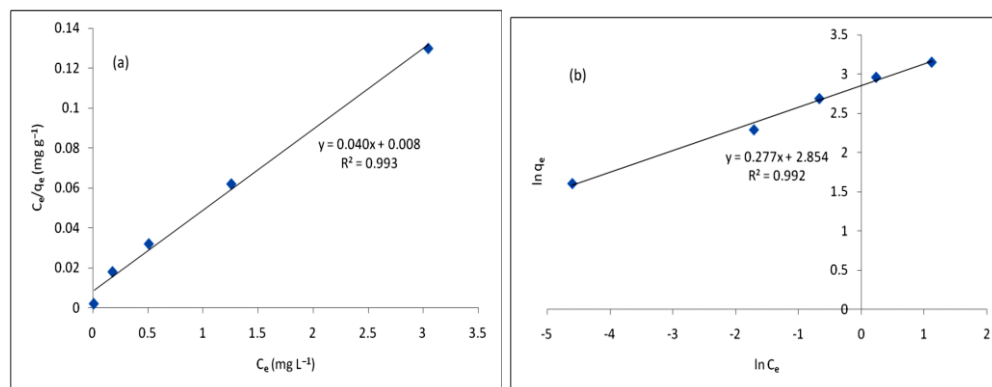 (a)
0.14
0.12
0.1
0.08
0.06
0.04
0.02
0
Cₑ/qₑ (mg g⁻¹)
y = 0.040x + 0.008
R² = 0.993
0 0.5 1 1.5 2 2.5 3 3.5
Cₑ (mg L⁻¹)
(b)
3.5
3
2.5
2
1.5
1
0.5
0
ln qₑ
y = 0.277x + 2.854
R² = 0.992
-5 -4 -3 -2 -1 0 1 2
ln Cₑ